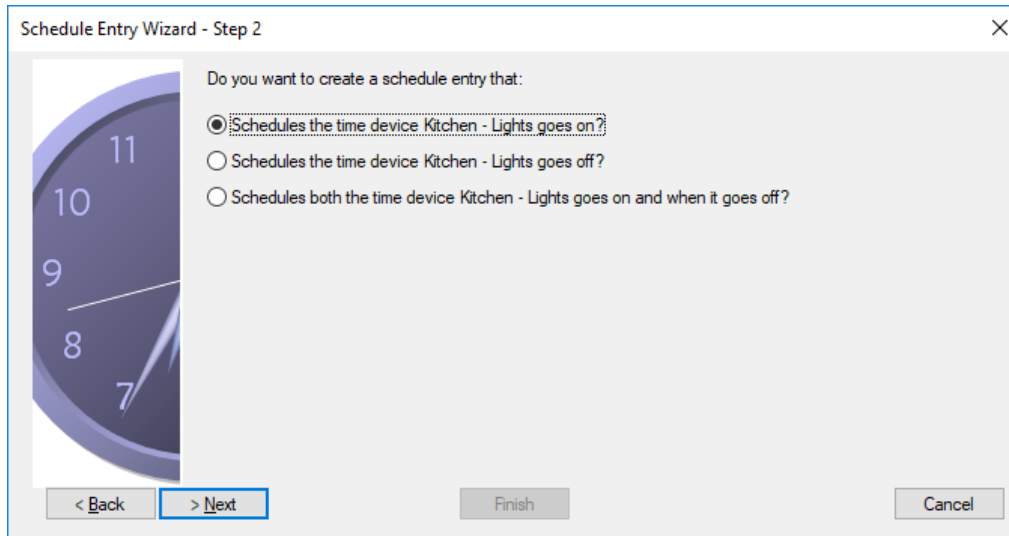 Schedule Entry Wizard - Step 2
Do you want to create a schedule entry that:
Schedules the time device Kitchen - Lights goes on?
Schedules the time device Kitchen - Lights goes off?
Schedules both the time device Kitchen - Lights goes on and when it goes off?
11
10
9
8
7
< Back
> Next
Finish
Cancel